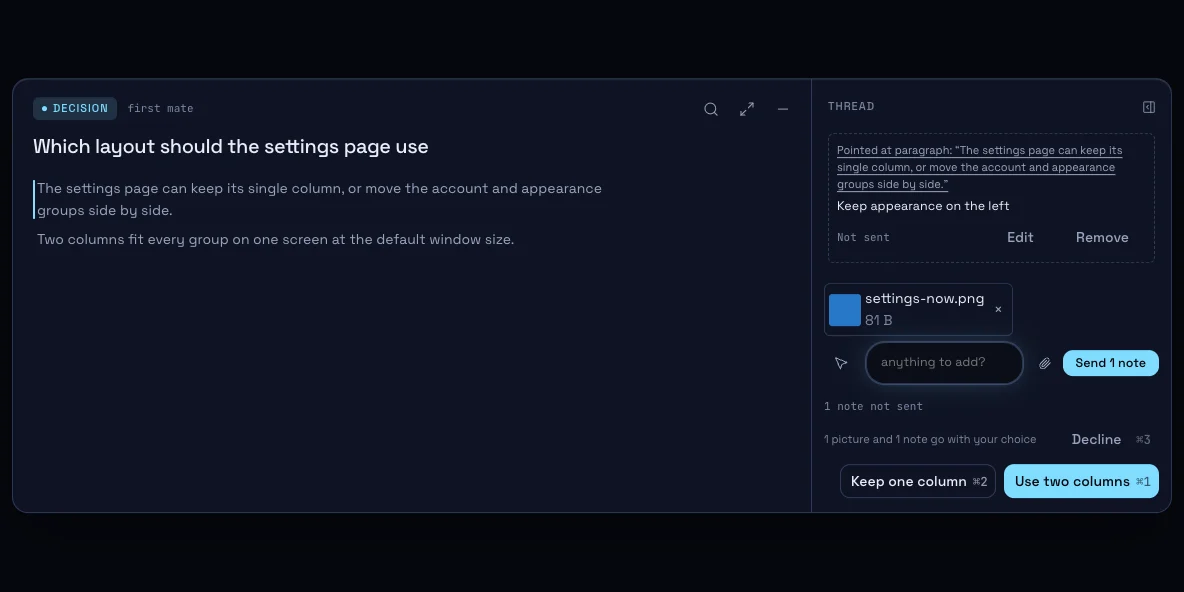 DECISION first mate
Which layout should the settings page use
The settings page can keep its single column, or move the account and appearance
groups side by side.
Two columns fit every group on one screen at the default window size.
THREAD
Pointed at paragraph: "The settings page can keep its
single column, or move the account and appearance
groups side by side."
Keep appearance on the left
Not sent Edit Remove
settings-now.png
81 B
×
anything to add?
Send 1 note
1 note not sent
1 picture and 1 note go with your choice
Decline ⌘3
Keep one column ⌘2
Use two columns ⌘1